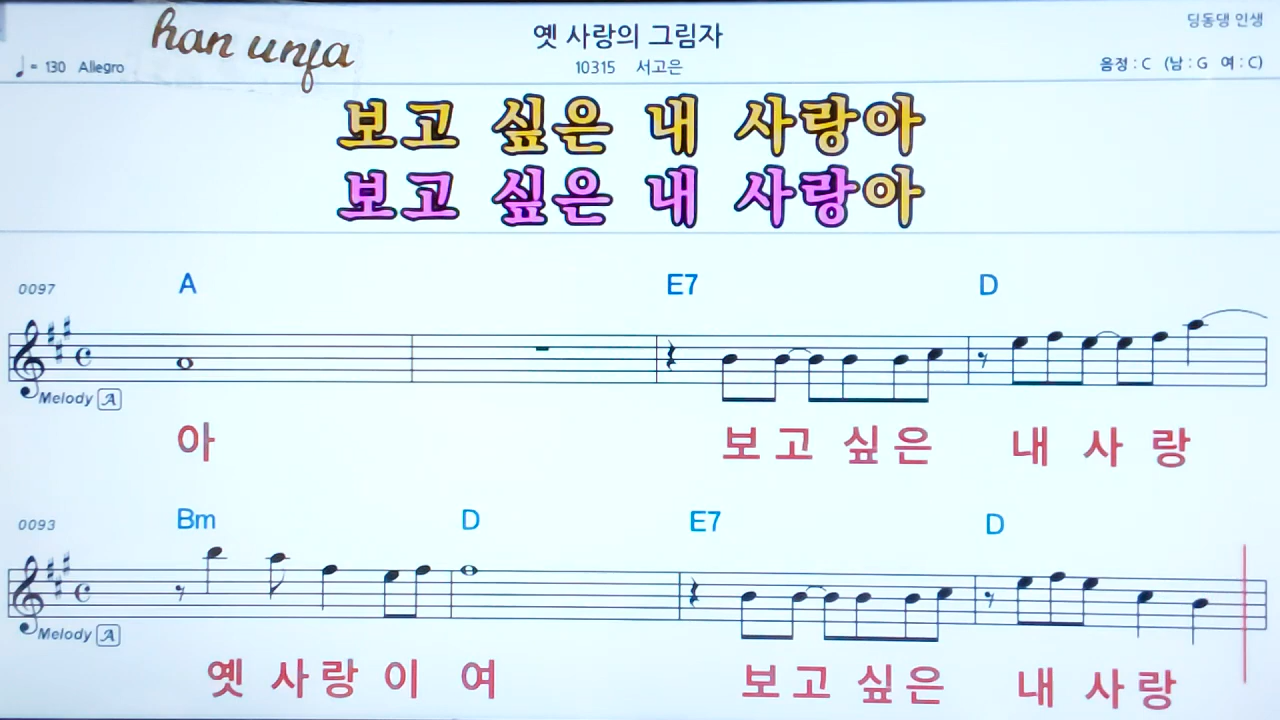 han unfa
옛 사랑의 그림자
딩동댕 인생
♩= 130 Allegro
10315 서고은
음정 : C (남 : G 여 : C)
보고 싶은 내 사랑아
보고 싶은 내 사랑아
0097 A E7 D
Melody A
아 보고 싶은 내 사 랑
0093 Bm D E7 D
Melody A
옛 사랑이 여 보고 싶은 내 사랑